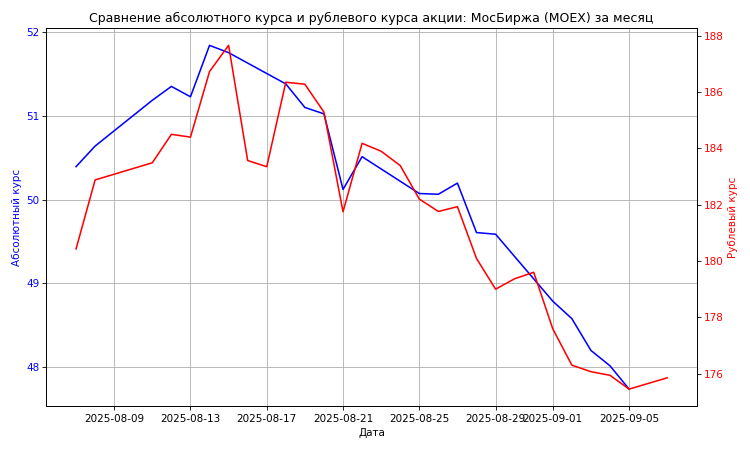 Сравнение абсолютного курса и рублевого курса акции: МосБиржа (MOEX) за месяц
Абсолютный курс
52
51
50
49
48
188
186
184
182
180
178
176
Рублевый курс
2025-08-09 2025-08-13 2025-08-17 2025-08-21 2025-08-25 2025-08-29 2025-09-01 2025-09-05
Дата